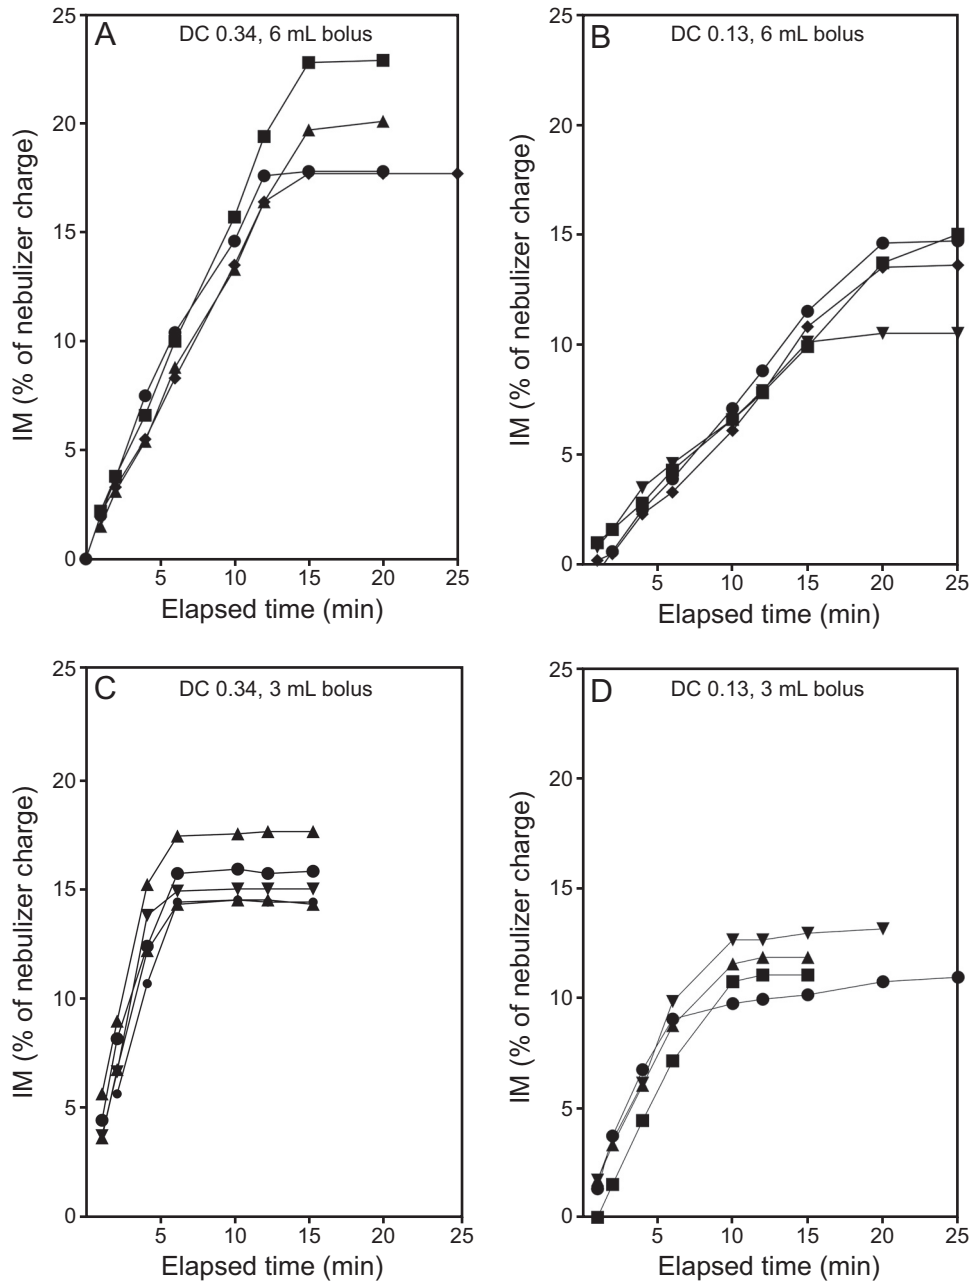 A
DC 0.34, 6 mL bolus
25
20
15
10
5
0
IM (% of nebulizer charge)
5 10 15 20 25
Elapsed time (min)
B
DC 0.13, 6 mL bolus
25
20
15
10
5
0
IM (% of nebulizer charge)
5 10 15 20 25
Elapsed time (min)
C
DC 0.34, 3 mL bolus
25
20
15
10
5
0
IM (% of nebulizer charge)
5 10 15 20 25
Elapsed time (min)
D
DC 0.13, 3 mL bolus
25
20
15
10
5
0
IM (% of nebulizer charge)
5 10 15 20 25
Elapsed time (min)